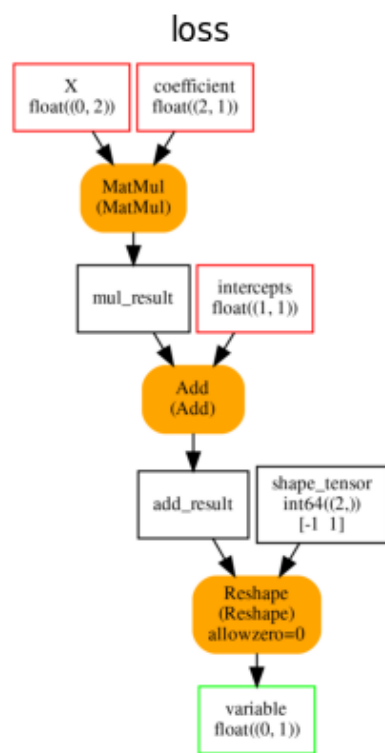 loss
X
float((0, 2))
coefficient
float((2, 1))
MatMul
(MatMul)
mul_result
intercepts
float((1, 1))
Add
(Add)
add_result
shape_tensor
int64((2,))
[-1 1]
Reshape
(Reshape)
allowzero=0
variable
float((0, 1))